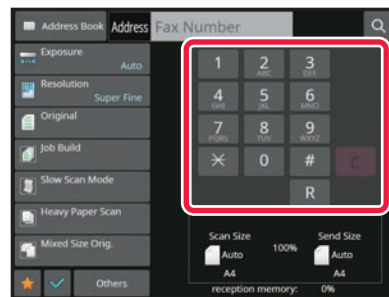 Address Book Address Fax Number
Exposure
Auto
Resolution
Super Fine
Original
Job Build
Slow Scan Mode
Heavy Paper Scan
Mixed Size Orig.
Others
1 2 3
ABC DEF
4 5 6
GHI JKL MNO
7 8 9
PQRS TUV WXYZ
* 0 # C
R
Scan Size Send Size
Auto 100% Auto
A4 A4
reception memory: 0%